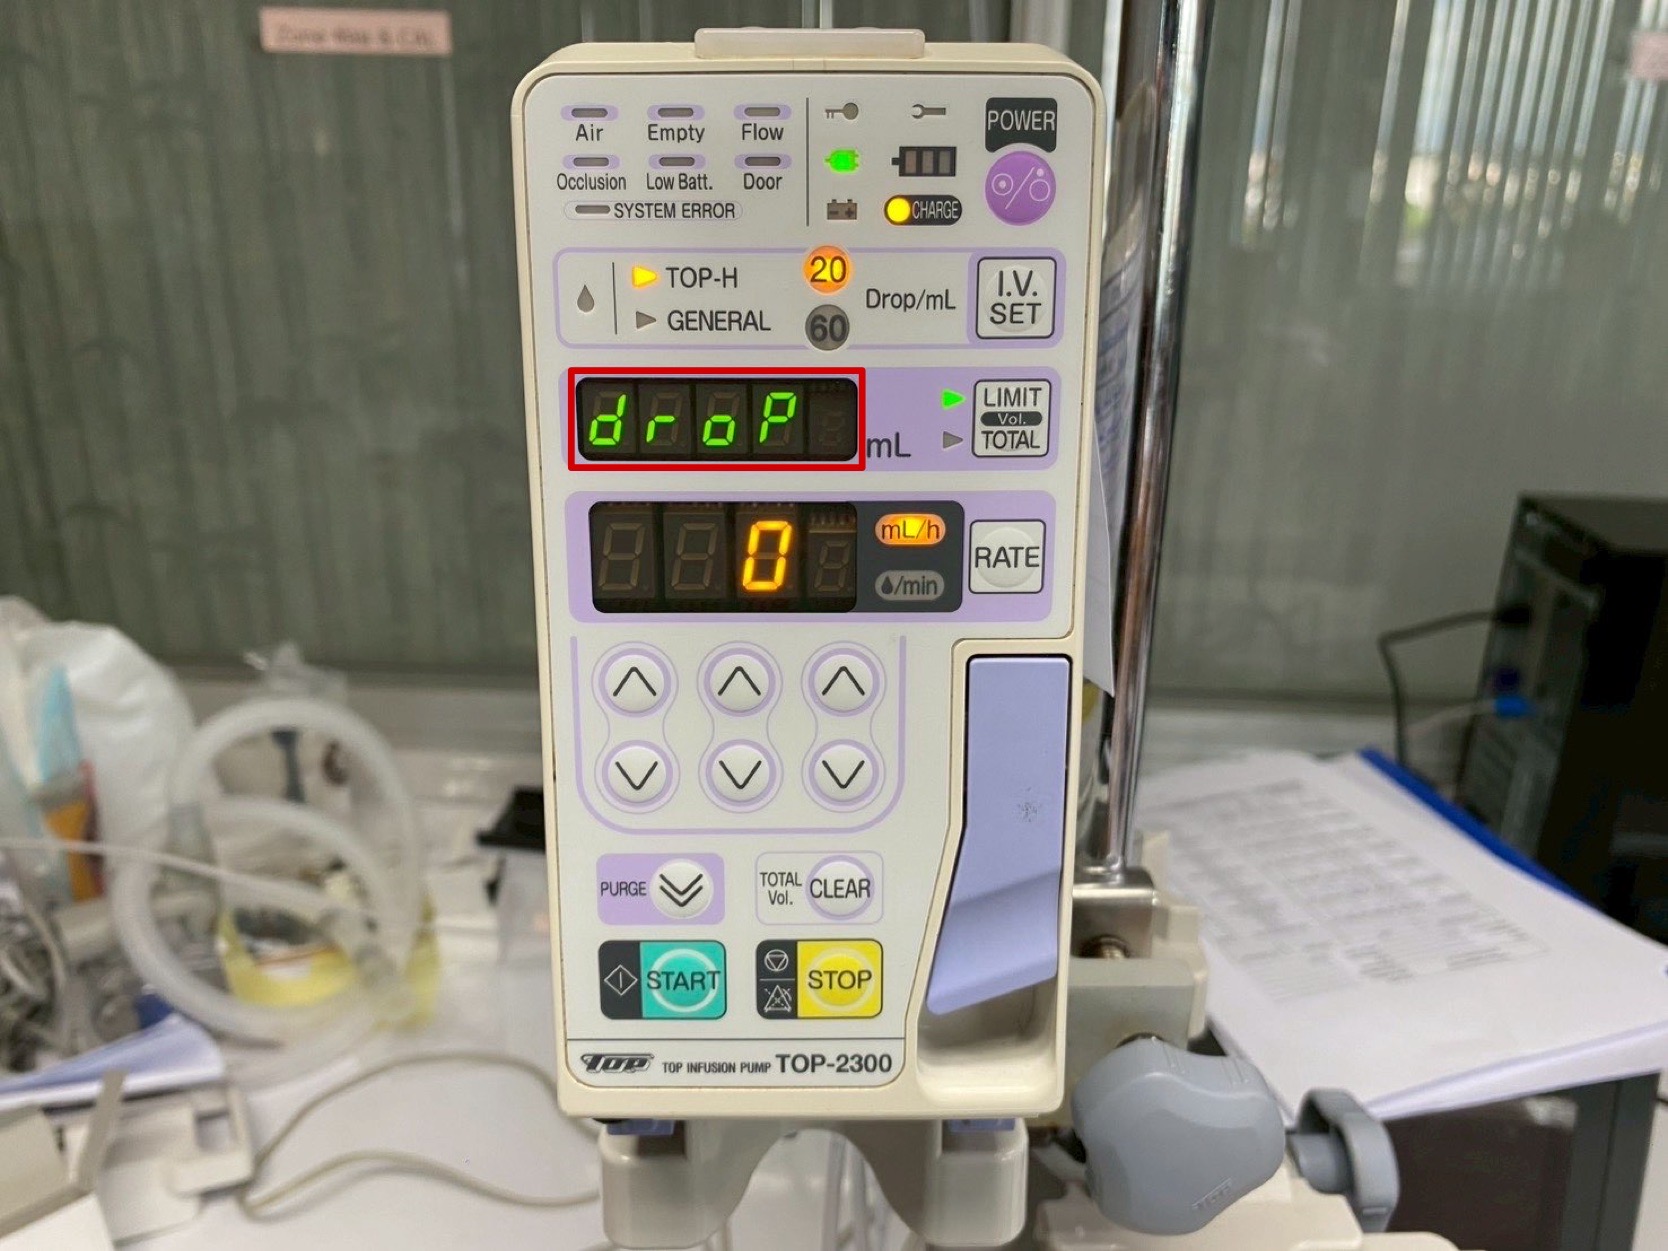 POWER
Air Empty Flow
Occlusion Low Batt. Door
SYSTEM ERROR
CHARGE
TOP-H
GENERAL
20
60
Drop/mL
I.V.
SET
droP
mL
LIMIT
Vol.
TOTAL
0
mL/h
/min
RATE
PURGE
TOTAL
Vol.
CLEAR
START
STOP
Top TOP INFUSION PUMP TOP-2300